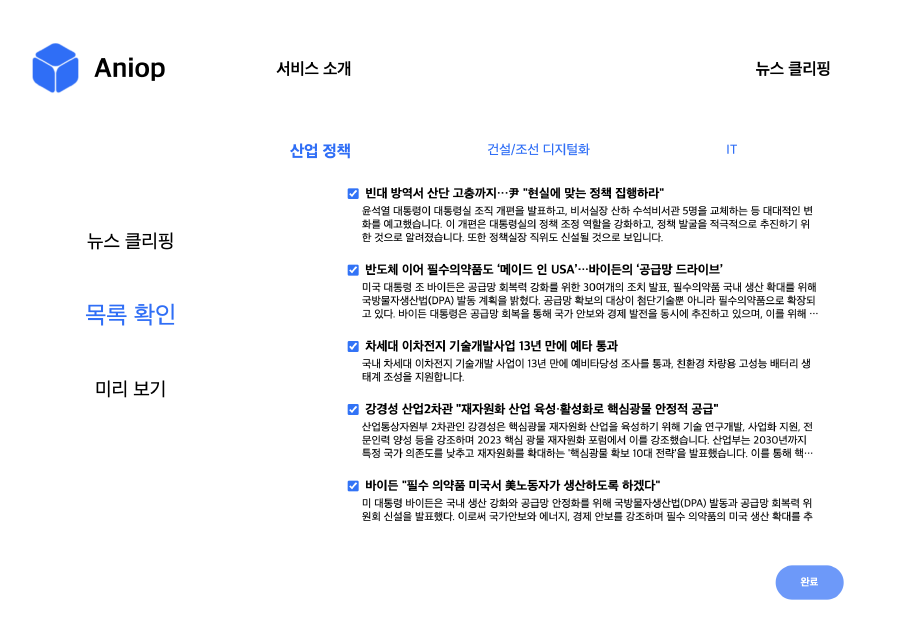 Aniop
서비스 소개
뉴스 클리핑
산업 정책
건설/조선 디지털화
IT
뉴스 클리핑
목록 확인
미리 보기
빈대 방역서 산단 고충까지…尹 "현실에 맞는 정책 집행하라"
윤석열 대통령이 대통령실 조직 개편을 발표하고, 비서실장 산하 수석비서관 5명을 교체하는 등 대대적인 변
화를 예고했습니다. 이 개편은 대통령실의 정책 조정 역할을 강화하고, 정책 발굴을 적극적으로 추진하기 위
한 것으로 알려졌습니다. 또한 정책실장 직위도 신설될 것으로 보입니다.
반도체 이어 필수의약품도 ‘메이드 인 USA’…바이든의 ‘공급망 드라이브’
미국 대통령 조 바이든은 공급망 회복력 강화를 위한 30여개의 조치 발표, 필수의약품 국내 생산 확대를 위해
국방물자생산법(DPA) 발동 계획을 밝혔다. 공급망 확보의 대상이 첨단기술뿐 아니라 필수의약품으로 확장되
고 있다. 바이든 대통령은 공급망 회복을 통해 국가 안보와 경제 발전을 동시에 추진하고 있으며, 이를 위해 …
차세대 이차전지 기술개발사업 13년 만에 예타 통과
국내 차세대 이차전지 기술개발 사업이 13년 만에 예비타당성 조사를 통과, 친환경 차량용 고성능 배터리 생
태계 조성을 지원합니다.
강경성 산업2차관 "재자원화 산업 육성·활성화로 핵심광물 안정적 공급"
산업통상자원부 2차관인 강경성은 핵심광물 재자원화 산업을 육성하기 위해 기술 연구개발, 사업화 지원, 전
문인력 양성 등을 강조하며 2023 핵심 광물 재자원화 포럼에서 이를 강조했습니다. 산업부는 2030년까지
특정 국가 의존도를 낮추고 재자원화를 확대하는 '핵심광물 확보 10대 전략'을 발표했습니다. 이를 통해 핵…
바이든 "필수 의약품 미국서 美노동자가 생산하도록 하겠다"
미 대통령 바이든은 국내 생산 강화와 공급망 안정화를 위해 국방물자생산법(DPA) 발동과 공급망 회복력 위
원회 신설을 발표했다. 이로써 국가안보와 에너지, 경제 안보를 강조하며 필수 의약품의 미국 생산 확대를 추
완료